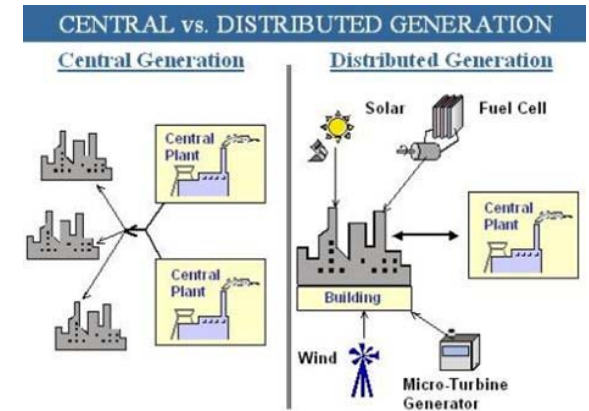 CENTRAL vs. DISTRIBUTED GENERATION
Central Generation
Distributed Generation
Central
Plant
Central
Plant
Solar
Fuel Cell
Central
Plant
Building
Wind
Micro-Turbine
Generator